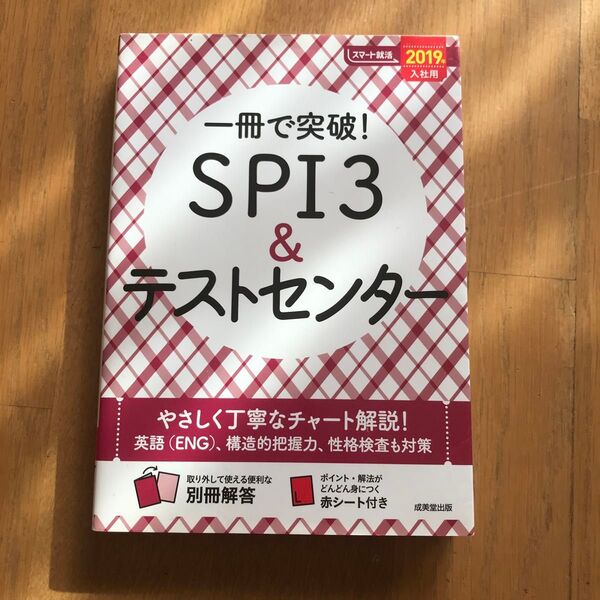 スマート就活
2019年
入社用
一冊で突破!
SPI3
&
テストセンター
やさしく丁寧なチャート解説!
英語(ENG)、構造的把握力、性格検査も対策
取り外して使える便利な
別冊解答
ポイント・解法が
どんどん身につく
赤シート付き
成美堂出版